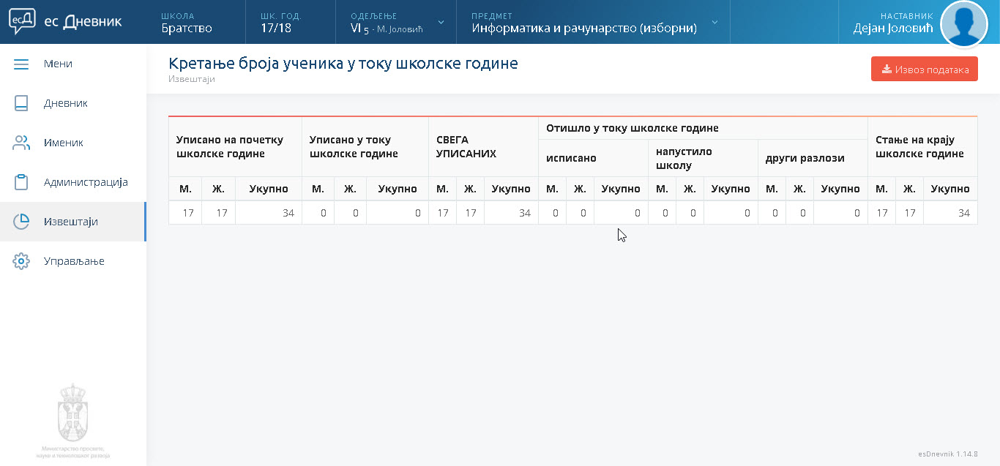 есД ес Дневник
ШКОЛА
Братство
ШК. ГОД.
17/18
ОДЕЉЕЊЕ
VI 5 - М. Јоловић
ПРЕДМЕТ
Информатика и рачунарство (изборни)
НАСТАВНИК
Дејан Јоловић
Мени
Дневник
Именик
Администрација
Извештаји
Управљање
Министарство просвете,
науке и технолошког развоја
Кретање броја ученика у току школске године
Извештаји
Извоз података
Уписано на почетку
школске године
Уписано у току
школске године
СВЕГА
УПИСАНИХ
Отишло у току школске године
исписано
напустило
школу
други разлози
Стање на крају
школске године
М. Ж. Укупно М. Ж. Укупно М. Ж. Укупно М. Ж. Укупно М. Ж. Укупно М. Ж. Укупно М. Ж. Укупно
17 17 34 0 0 0 17 17 34 0 0 0 0 0 0 0 0 0 17 17 34
esDnevnik 1.14.8